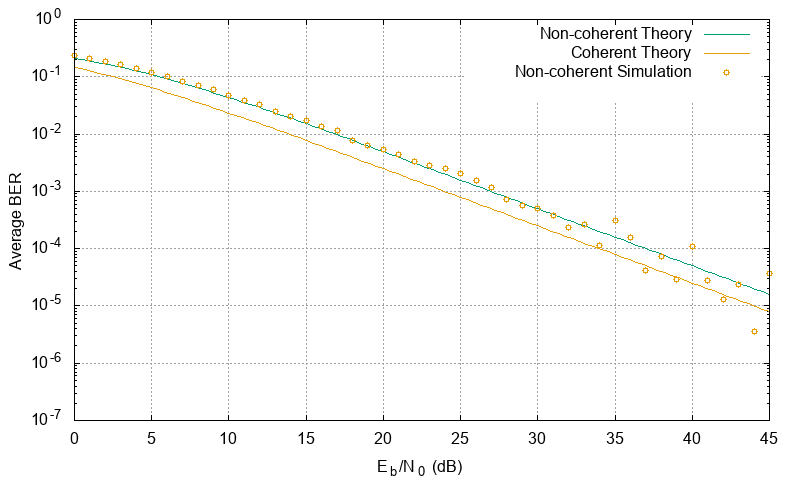 Non-coherent Theory
Coherent Theory
Non-coherent Simulation
10^0
10^-1
10^-2
10^-3
10^-4
10^-5
10^-6
10^-7
Average BER
0 5 10 15 20 25 30 35 40 45
E_b/N_0 (dB)